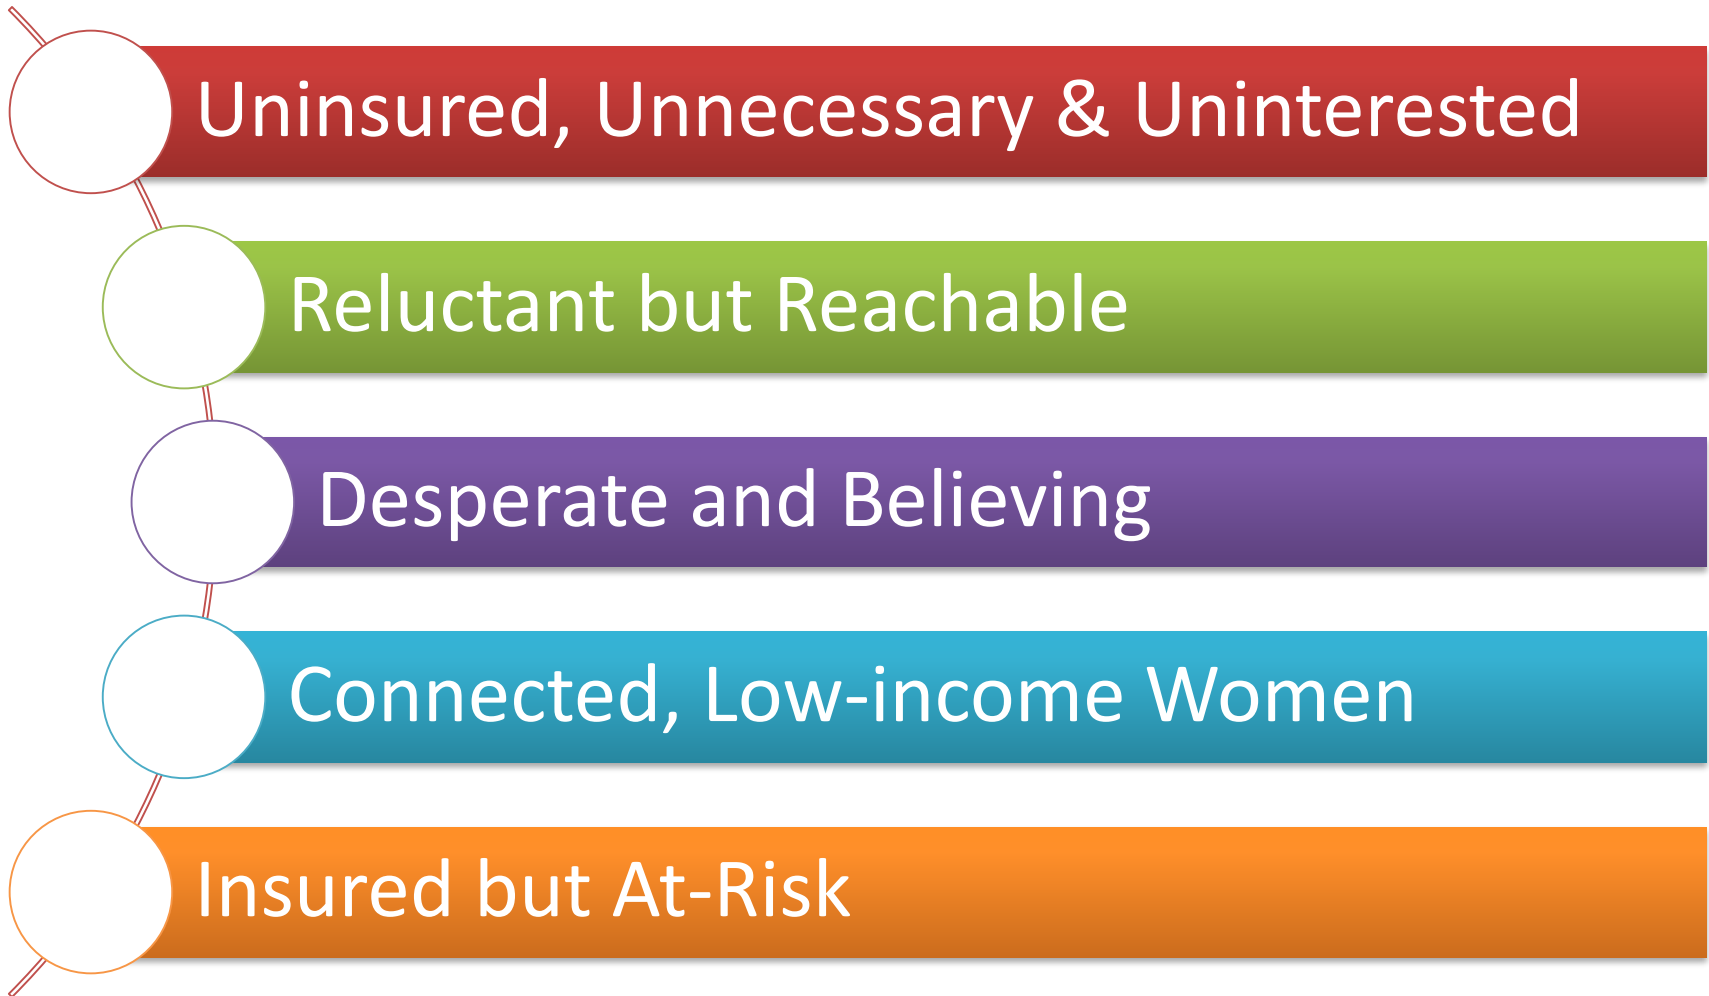 Uninsured, Unnecessary & Uninterested
Reluctant but Reachable
Desperate and Believing
Connected, Low-income Women
Insured but At-Risk